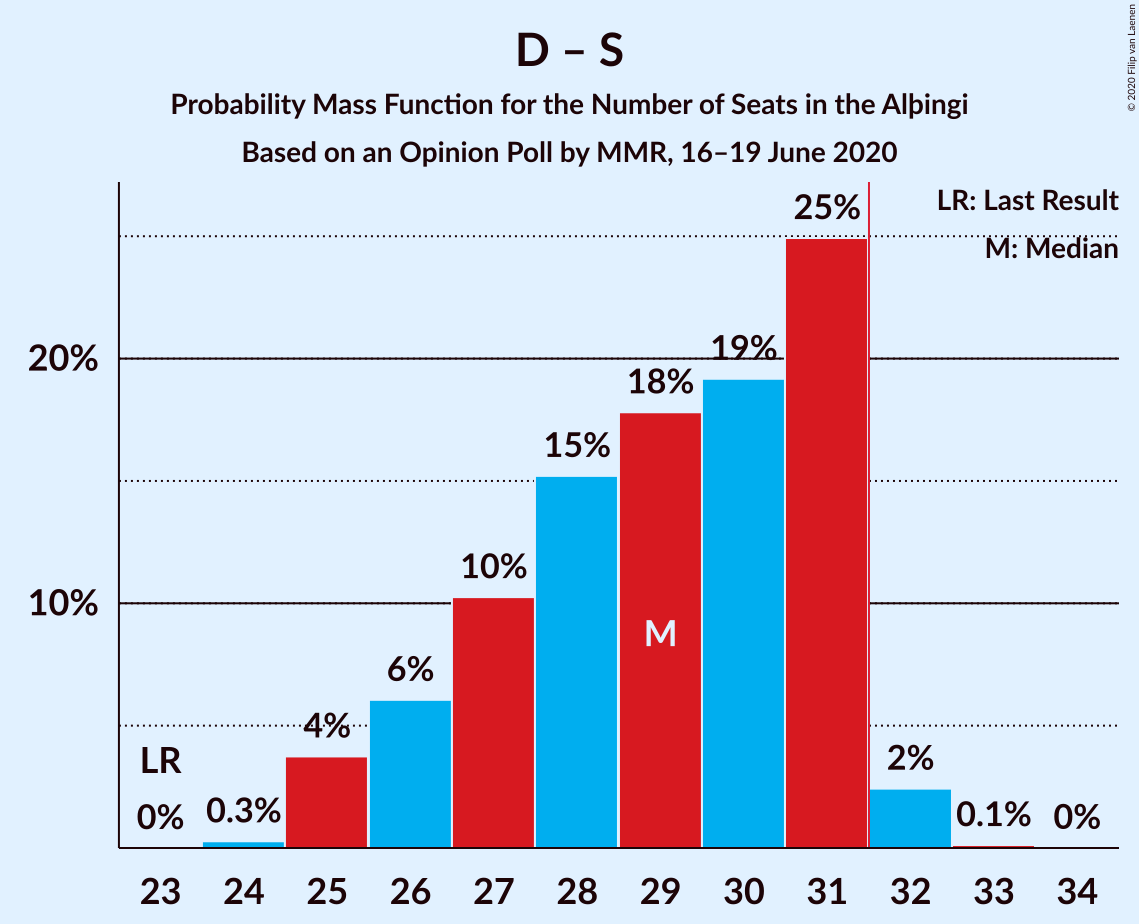 D – S
Probability Mass Function for the Number of Seats in the Alþingi
Based on an Opinion Poll by MMR, 16–19 June 2020
© 2020 Filip van Laenen
LR: Last Result
M: Median
20%
10%
LR
0%
0.3%
4%
6%
10%
15%
18%
19%
25%
2%
0.1%
0%
M
23 24 25 26 27 28 29 30 31 32 33 34